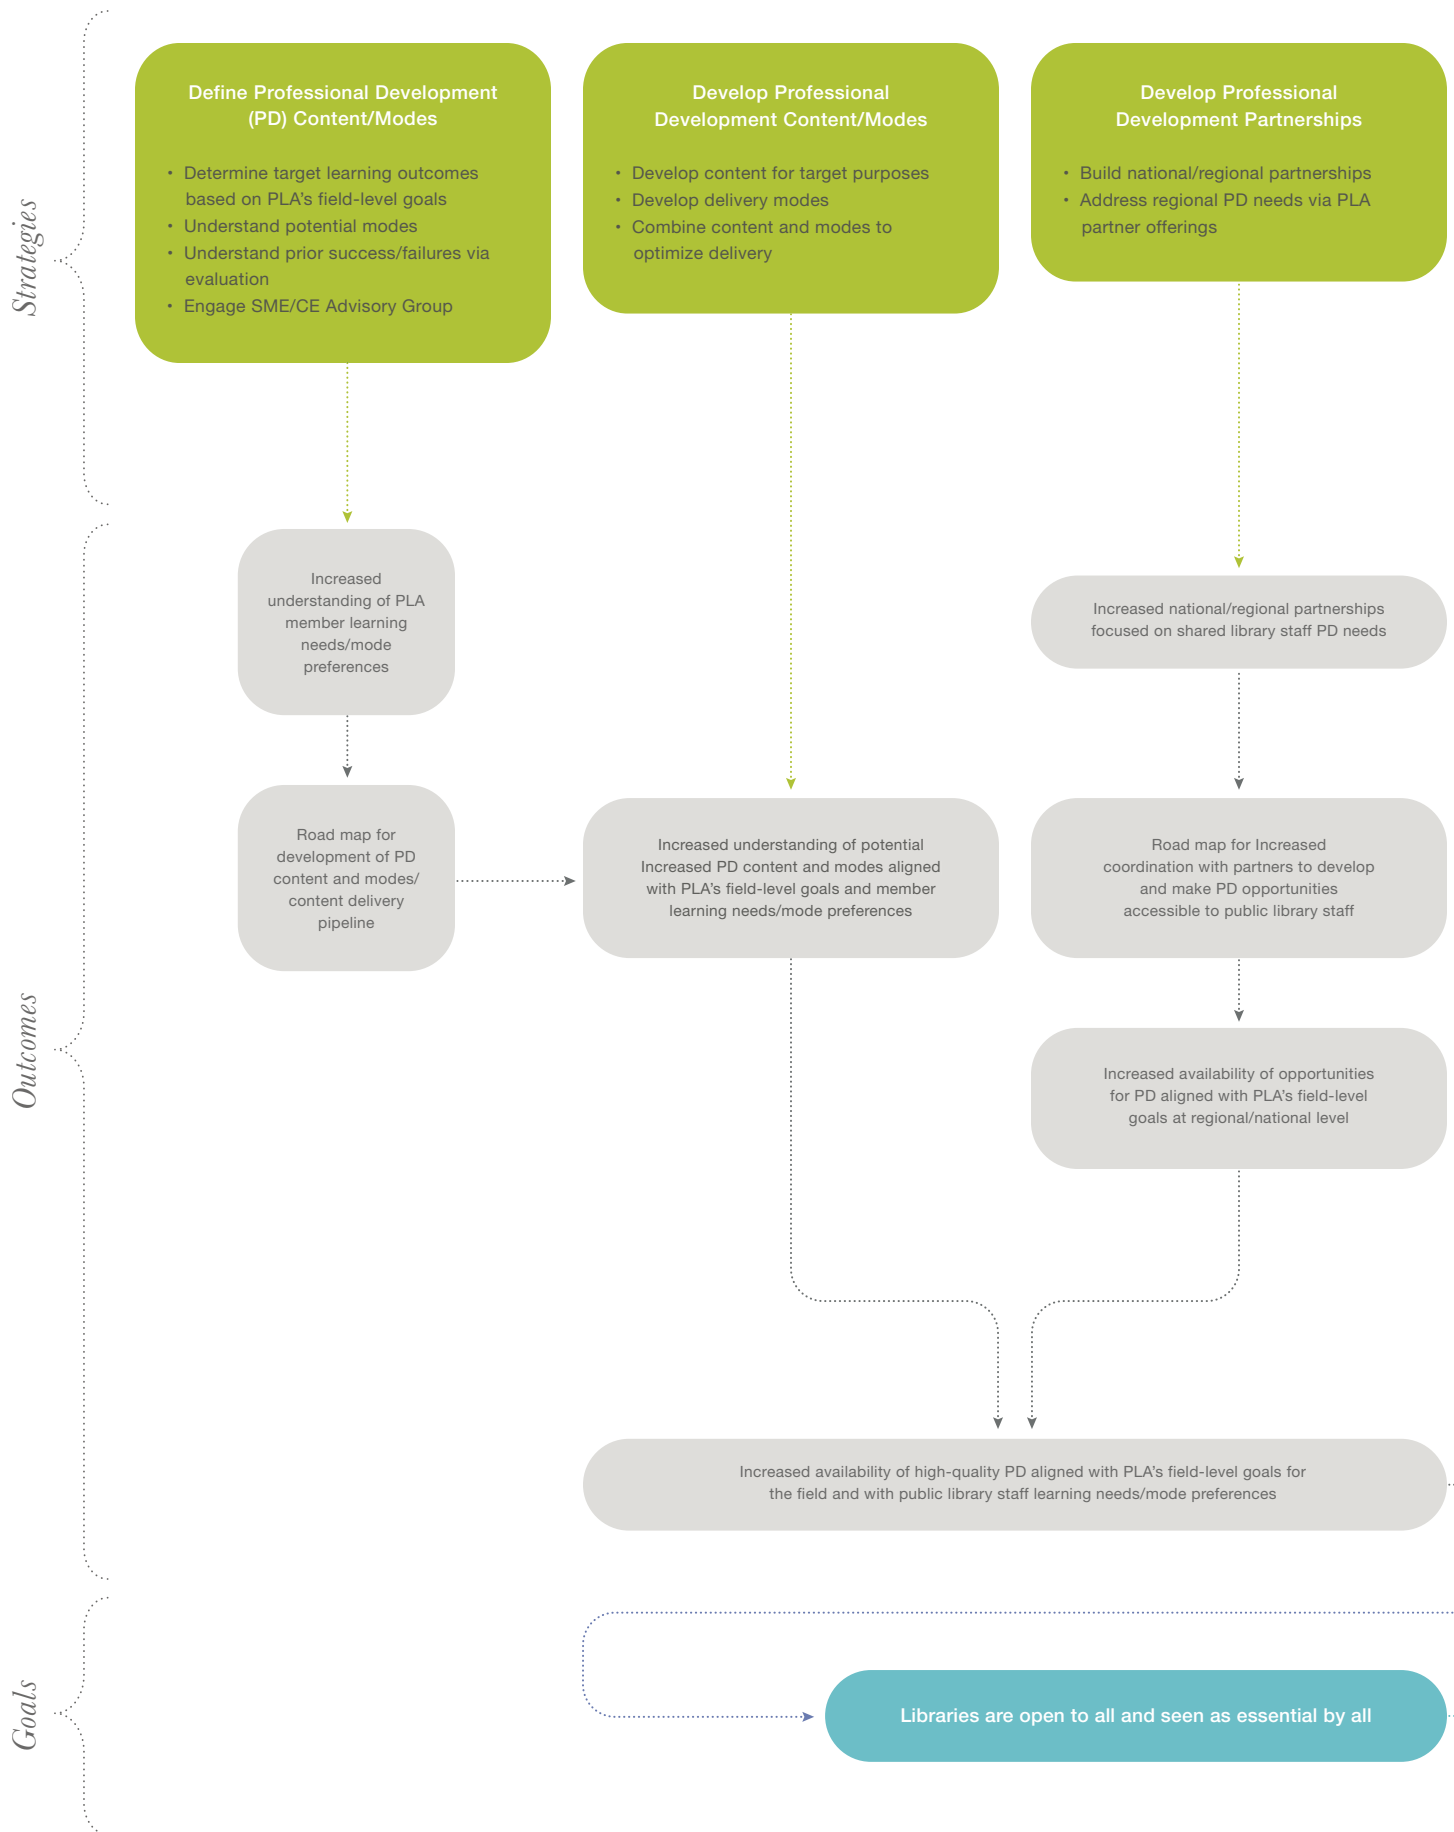 Strategies
Define Professional Development
(PD) Content/Modes
• Determine target learning outcomes
based on PLA’s field-level goals
• Understand potential modes
• Understand prior success/failures via
evaluation
• Engage SME/CE Advisory Group
Develop Professional
Development Content/Modes
• Develop content for target purposes
• Develop delivery modes
• Combine content and modes to
optimize delivery
Develop Professional
Development Partnerships
• Build national/regional partnerships
• Address regional PD needs via PLA
partner offerings
Outcomes
Increased
understanding of PLA
member learning
needs/mode
preferences
Increased national/regional partnerships
focused on shared library staff PD needs
Road map for
development of PD
content and modes/
content delivery
pipeline
Increased understanding of potential
Increased PD content and modes aligned
with PLA’s field-level goals and member
learning needs/mode preferences
Road map for Increased
coordination with partners to develop
and make PD opportunities
accessible to public library staff
Increased availability of opportunities
for PD aligned with PLA’s field-level
goals at regional/national level
Increased availability of high-quality PD aligned with PLA’s field-level goals for
the field and with public library staff learning needs/mode preferences
Goals
Libraries are open to all and seen as essential by all